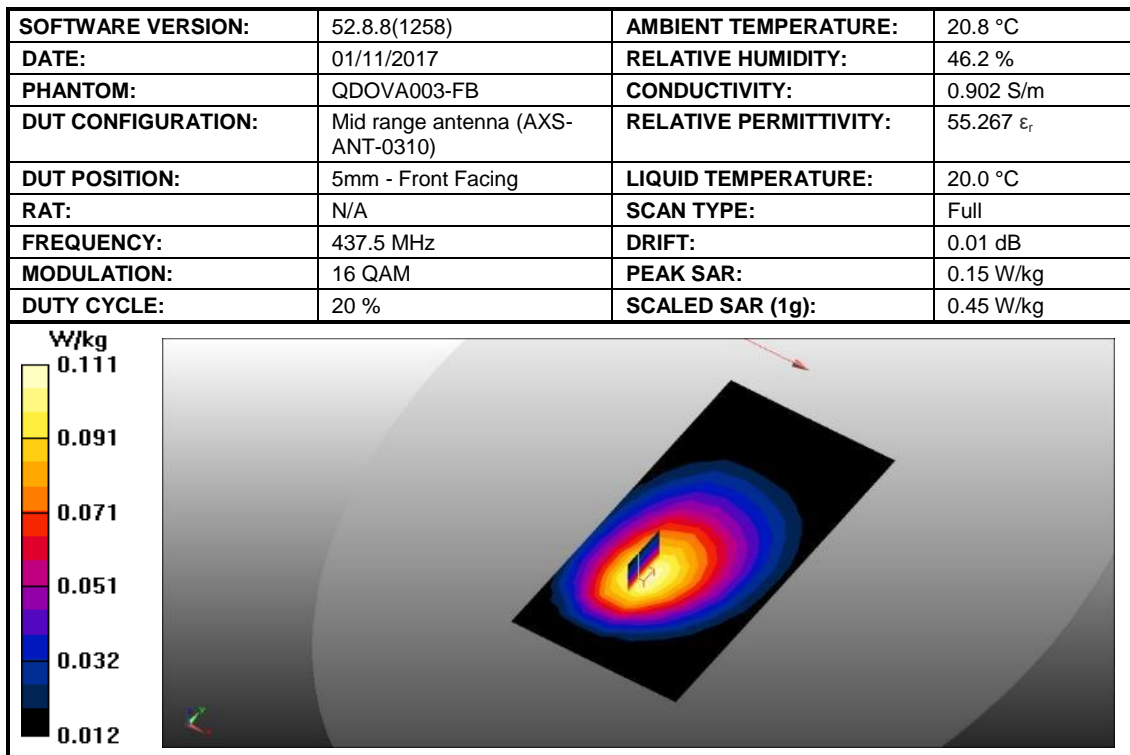 SOFTWARE VERSION: 52.8.8(1258) AMBIENT TEMPERATURE: 20.8 °C
DATE: 01/11/2017 RELATIVE HUMIDITY: 46.2 %
PHANTOM: QDOVA003-FB CONDUCTIVITY: 0.902 S/m
DUT CONFIGURATION: Mid range antenna (AXS- RELATIVE PERMITTIVITY: 55.267 εr
ANT-0310)
DUT POSITION: 5mm - Front Facing LIQUID TEMPERATURE: 20.0 °C
RAT: N/A SCAN TYPE: Full
FREQUENCY: 437.5 MHz DRIFT: 0.01 dB
MODULATION: 16 QAM PEAK SAR: 0.15 W/kg
DUTY CYCLE: 20 % SCALED SAR (1g): 0.45 W/kg
W/kg
0.111
0.091
0.071
0.051
0.032
0.012